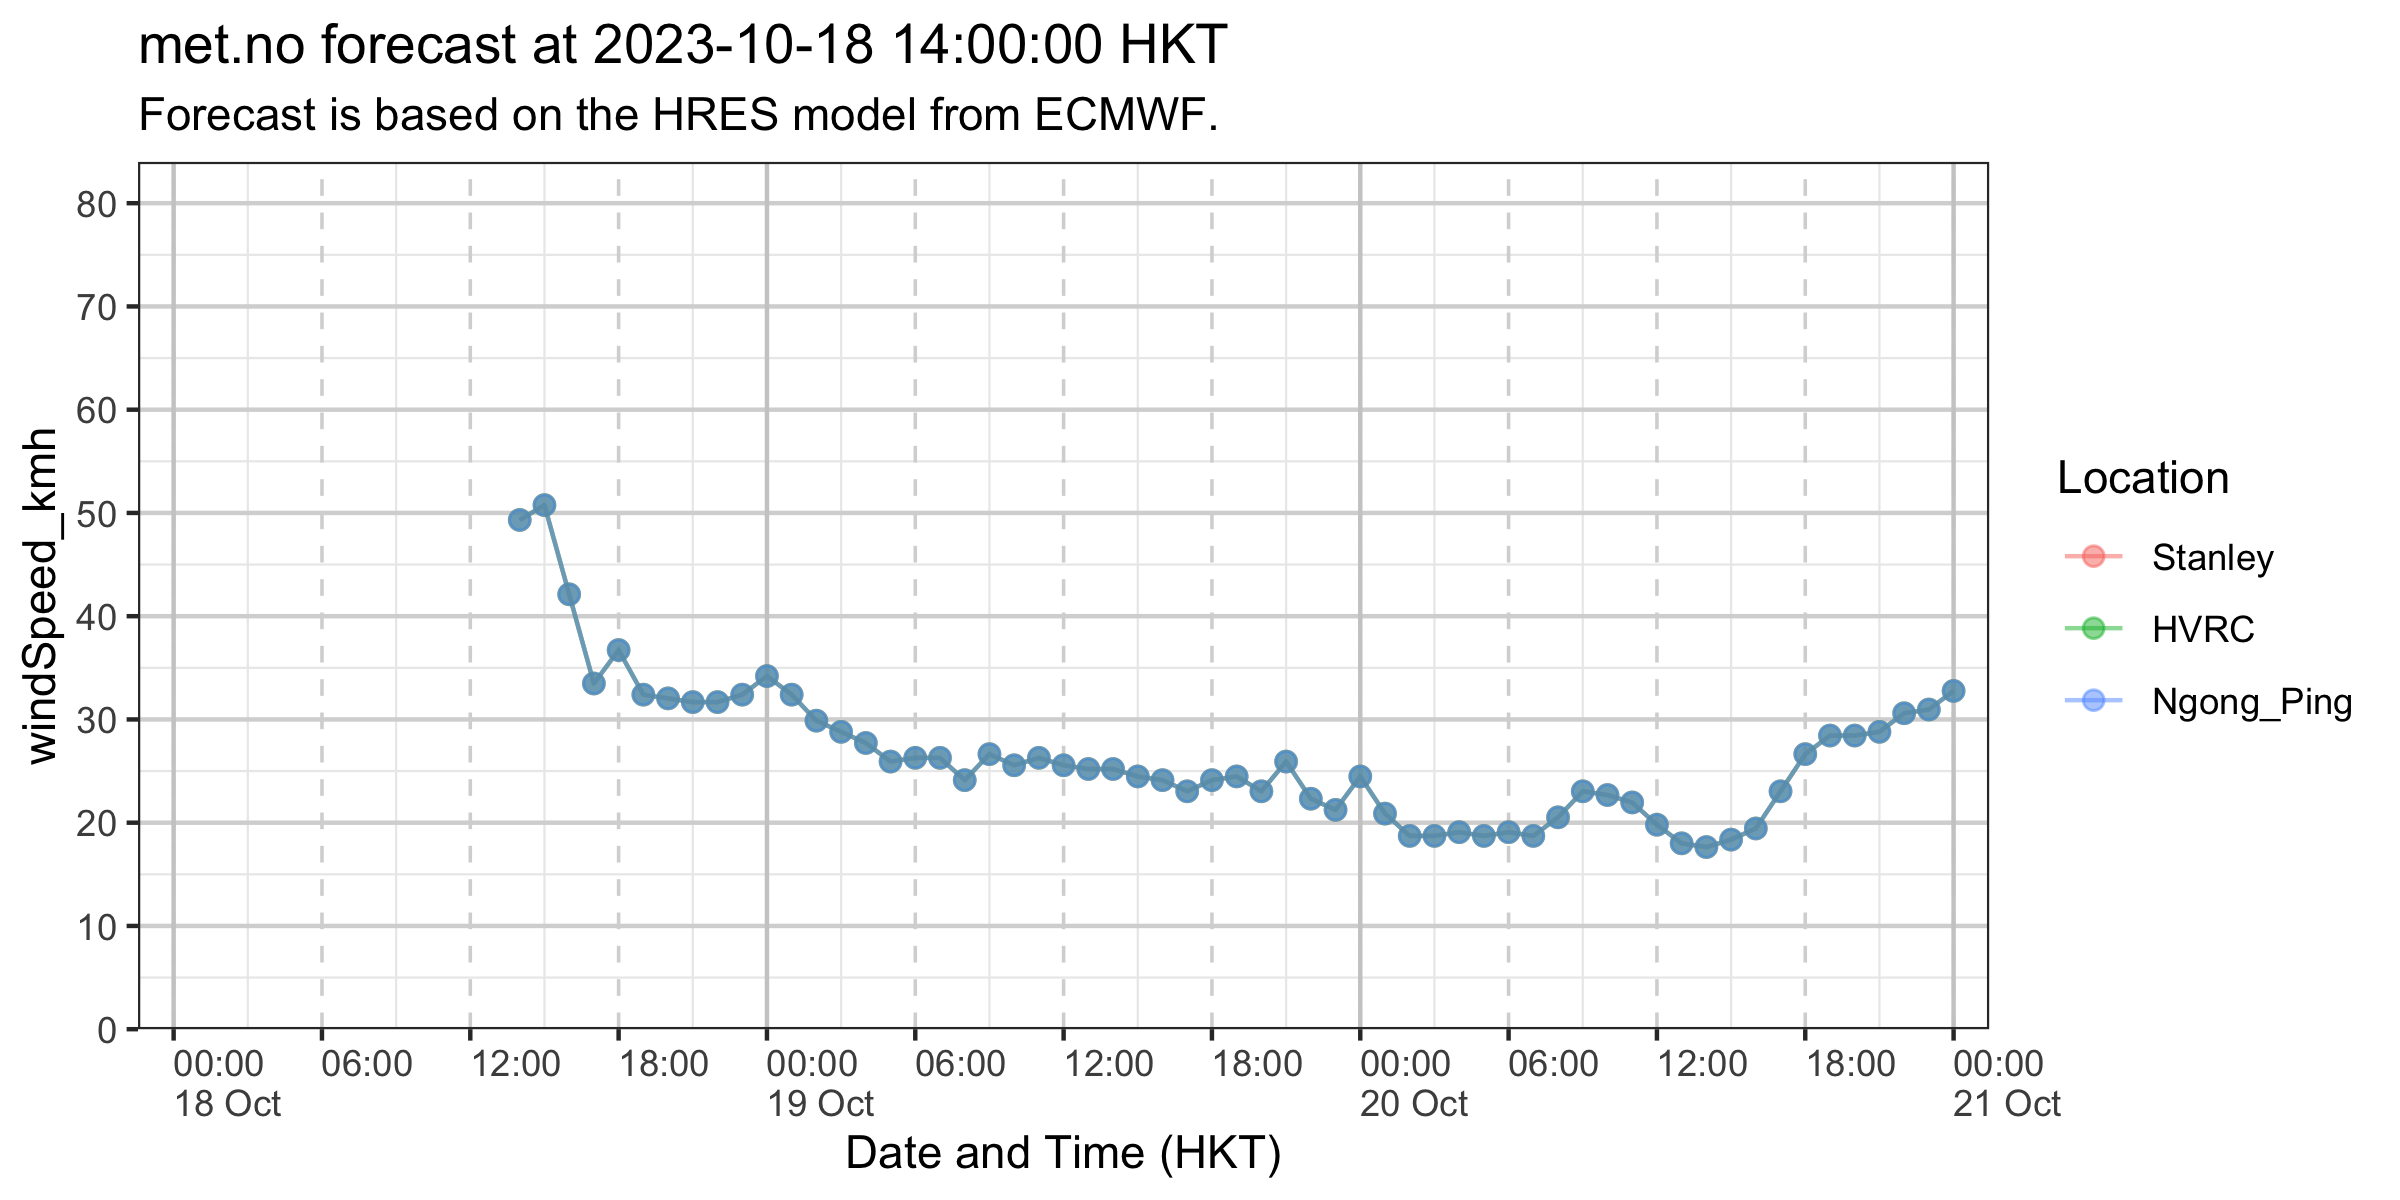 met.no forecast at 2023-10-18 14:00:00 HKT
Forecast is based on the HRES model from ECMWF.
windSpeed_kmh
80
70
60
50
40
30
20
10
0
00:00 06:00 12:00 18:00 00:00 06:00 12:00 18:00 00:00 06:00 12:00 18:00 00:00
18 Oct 19 Oct 20 Oct 21 Oct
Date and Time (HKT)
Location
Stanley
HVRC
Ngong_Ping